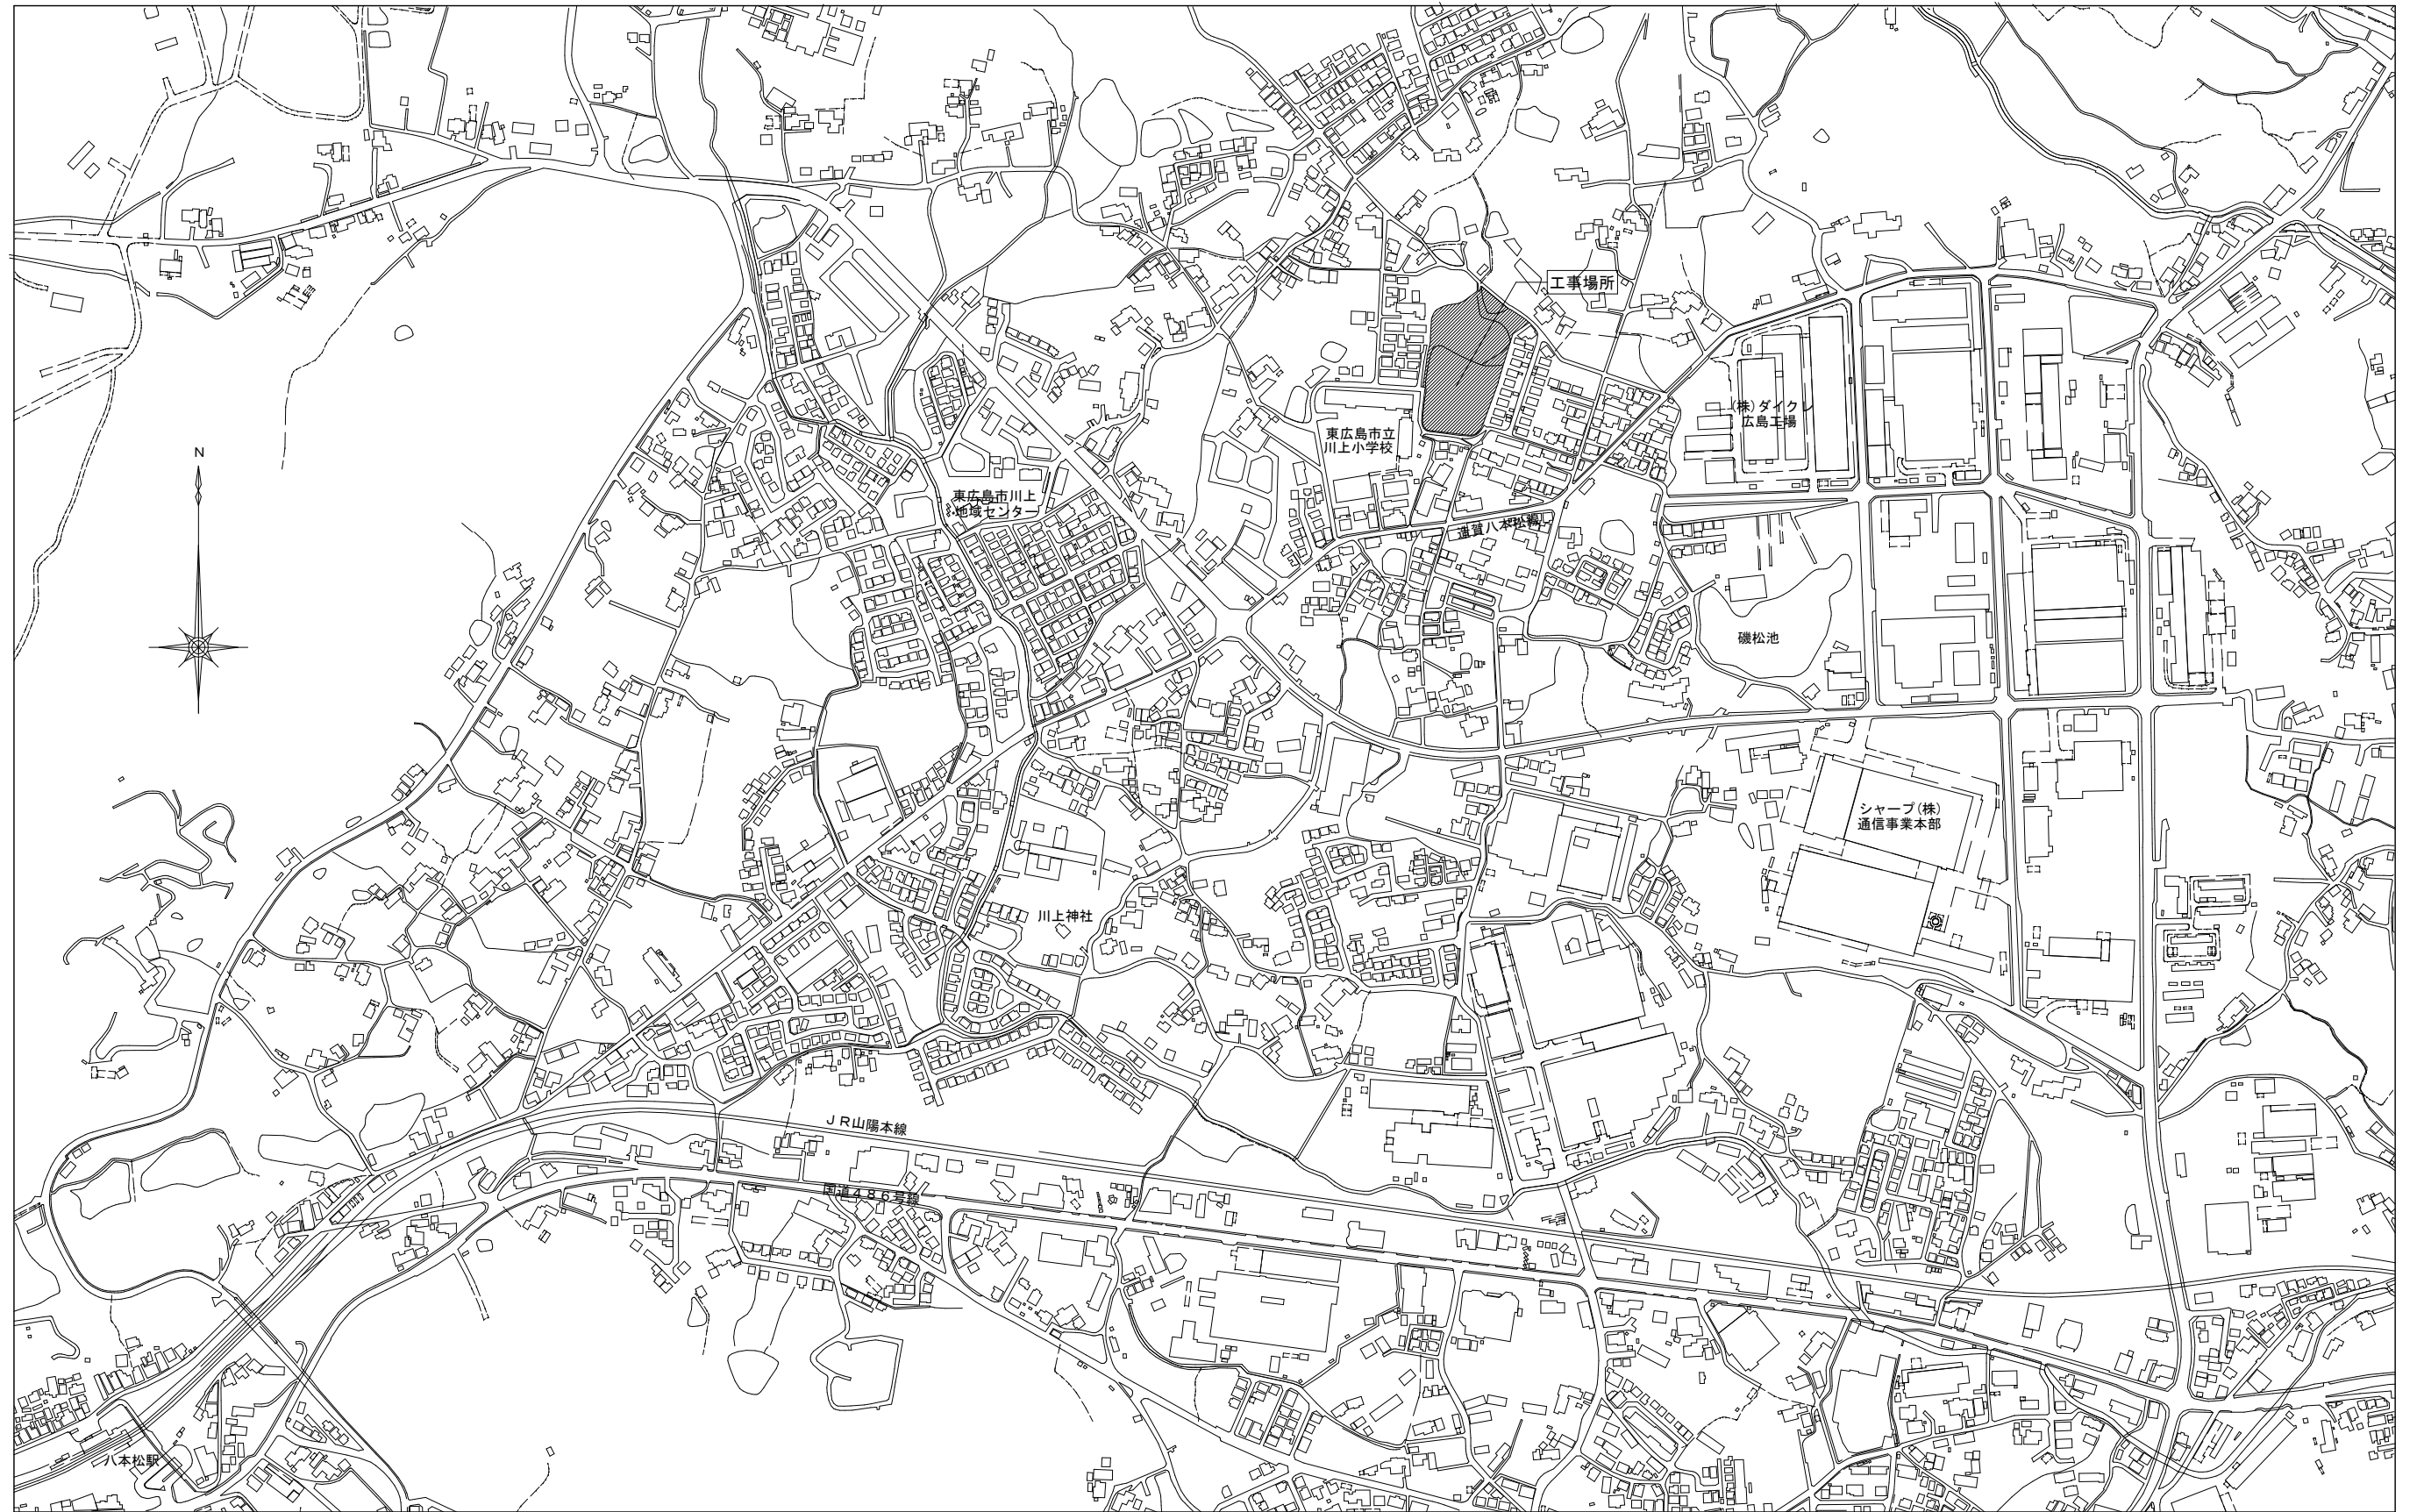 工事場所
(株)ダイクレ
広島工場
東広島市立
川上小学校
N
東広島市川上
地域センター
造賀八本松線
磯松池
シャープ(株)
通信事業本部
川上神社
JR山陽本線
国道486号線
八本松駅